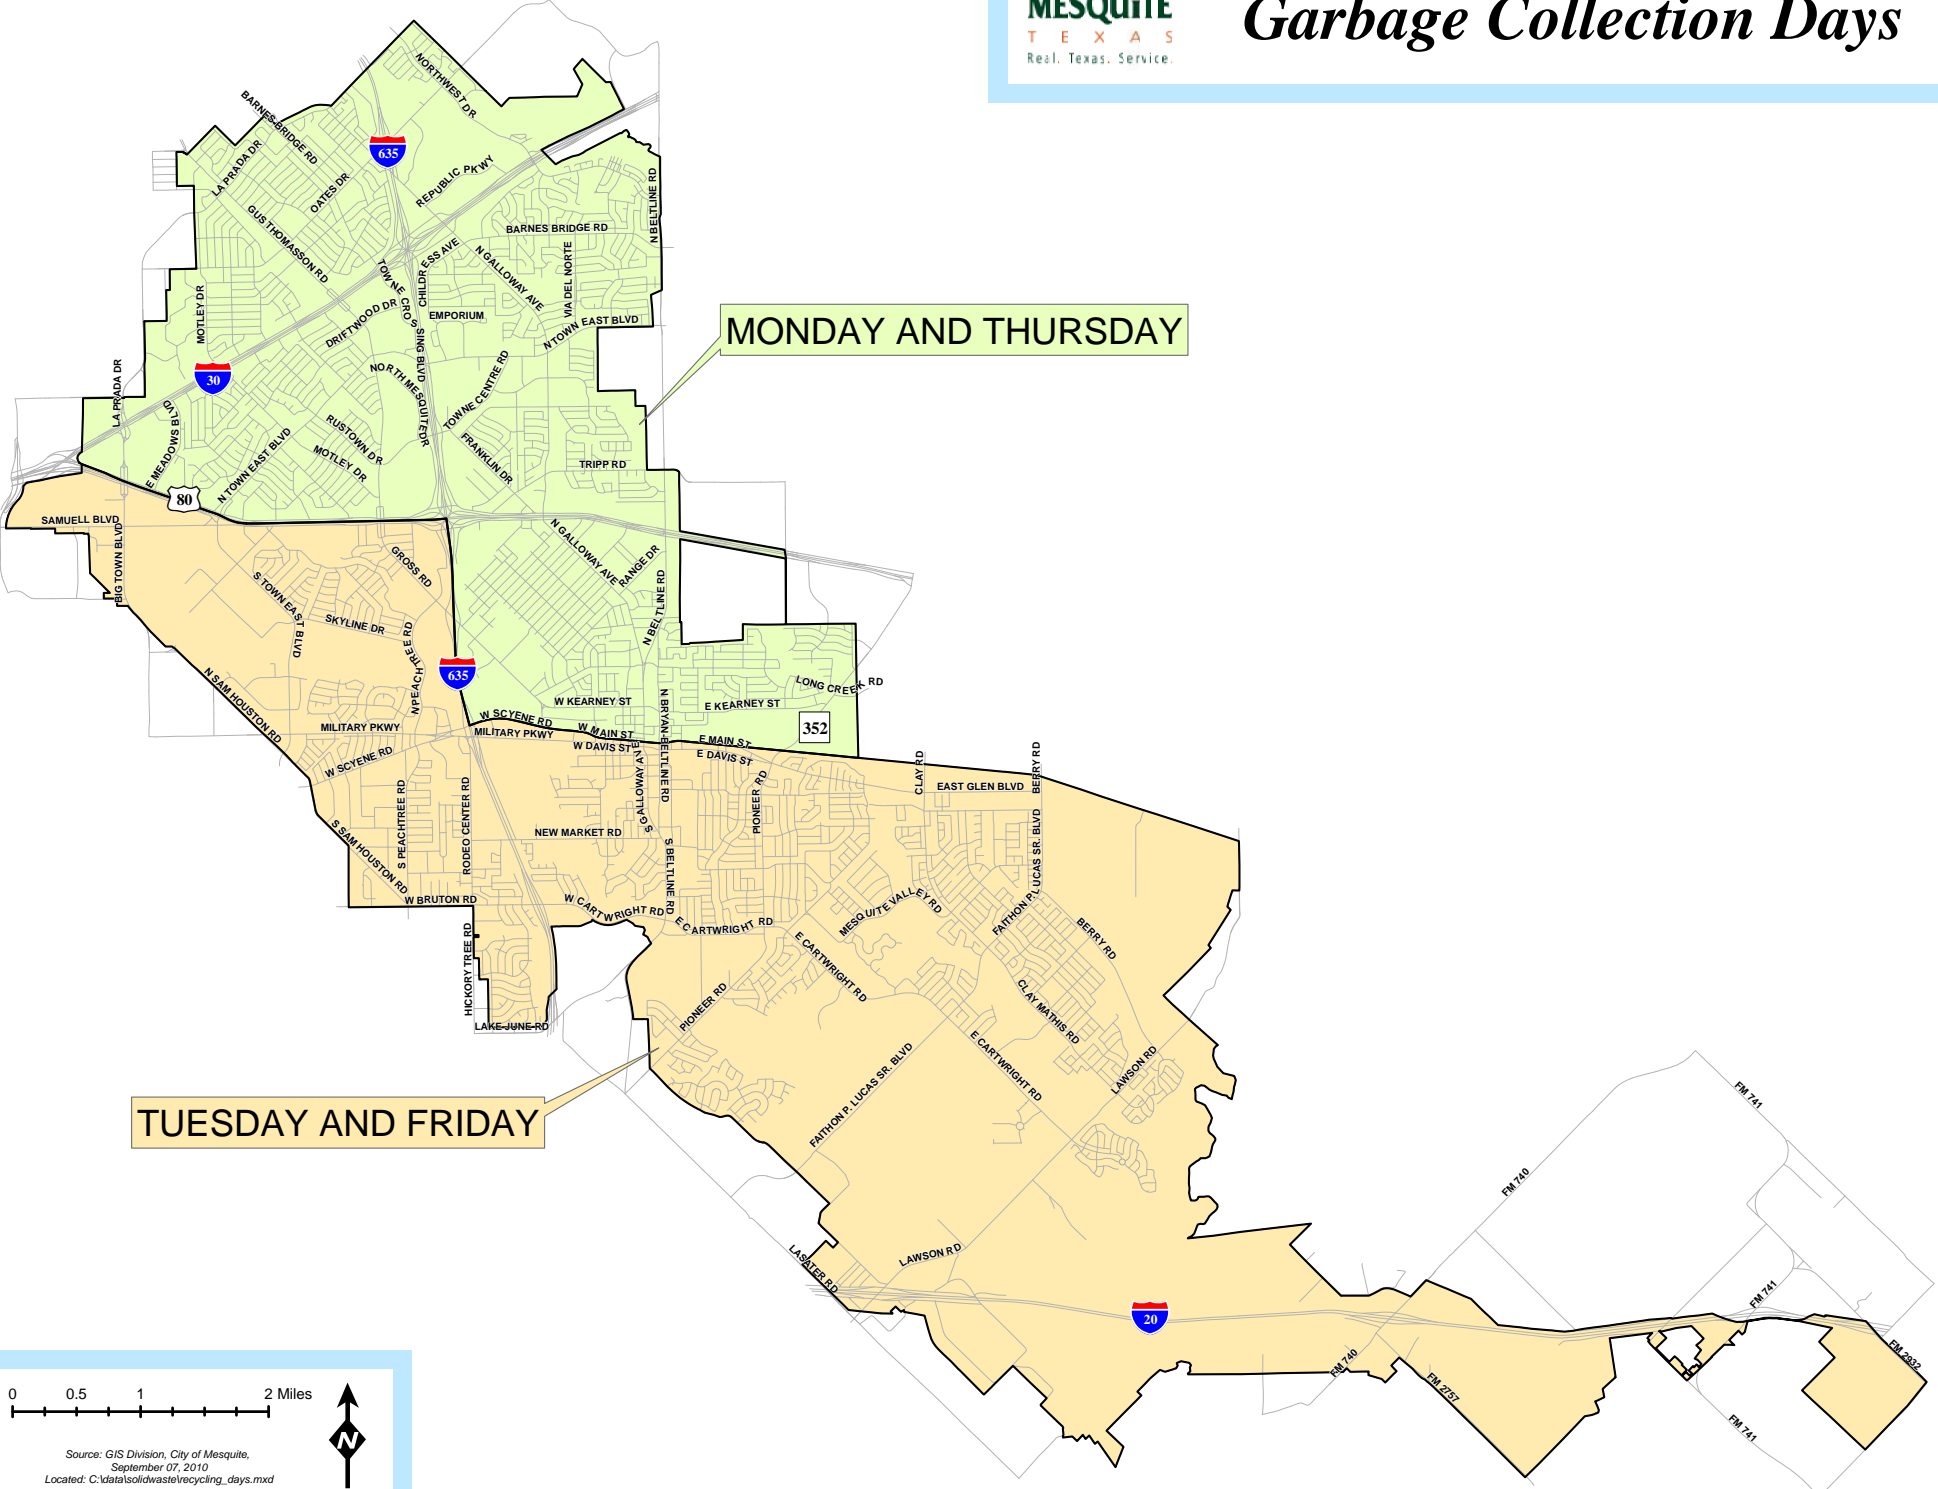 MESQUiTE
T E X A S
Real. Texas. Service.
Garbage Collection Days
NORTHWEST DR
BARNES BRIDGE RD
635
LA PRADA DR
OATES DR
REPUBLIC PKWY
N BELTLINE RD
GUS THOMASSON RD
BARNES BRIDGE RD
N GALLOWAY AVE
CHILDRESS AVE
VIA DEL NORTE
TOWNE CROSSING BLVD
MOTLEY DR
DRIFTWOOD DR
EMPORIUM
N TOWN EAST BLVD
MONDAY AND THURSDAY
30
LA PRADA DR
NORTH MESQUITE DR
TOWNE CENTRE RD
E MEADOWS BLVD
RUSTOWN DR
N TOWN EAST BLVD
MOTLEY DR
FRANKLIN DR
TRIPP RD
80
SAMUELL BLVD
BIG TOWN BLVD
GROSS RD
N GALLOWAY AVE
RANGE DR
S TOWN EAST BLVD
SKYLINE DR
N PEACHTREE RD
N BELTLINE RD
635
N SAM HOUSTON RD
LONG CREEK RD
W KEARNEY ST
E KEARNEY ST
N BRYAN-BELTLINE RD
352
MILITARY PKWY
W SCYENE RD
MILITARY PKWY
W MAIN ST
W DAVIS ST
E MAIN ST
E DAVIS ST
W SCYENE RD
S GALLOWAY AVE
CLAY RD
BERRY RD
EAST GLEN BLVD
S PEACHTREE RD
RODEO CENTER RD
PIONEER RD
NEW MARKET RD
S SAM HOUSTON RD
S BELTLINE RD
FAITHON P LUCAS SR. BLVD
W BRUTON RD
W CARTWRIGHT RD
E CARTWRIGHT RD
MESQUITE VALLEY RD
BERRY RD
HICKORY TREE RD
E CARTWRIGHT RD
PIONEER RD
CLAY MATHIS RD
LAKE JUNE RD
E CARTWRIGHT RD
LAWSON RD
FAITHON P. LUCAS SR. BLVD
TUESDAY AND FRIDAY
FM 741
FM 740
LAWSON RD
LASATER RD
20
FM 741
FM 740
FM 2757
FM 2932
FM 741
0 0.5 1 2 Miles
N
Source: GIS Division, City of Mesquite,
September 07, 2010
Located: C:\data\solidwaste\recycling_days.mxd